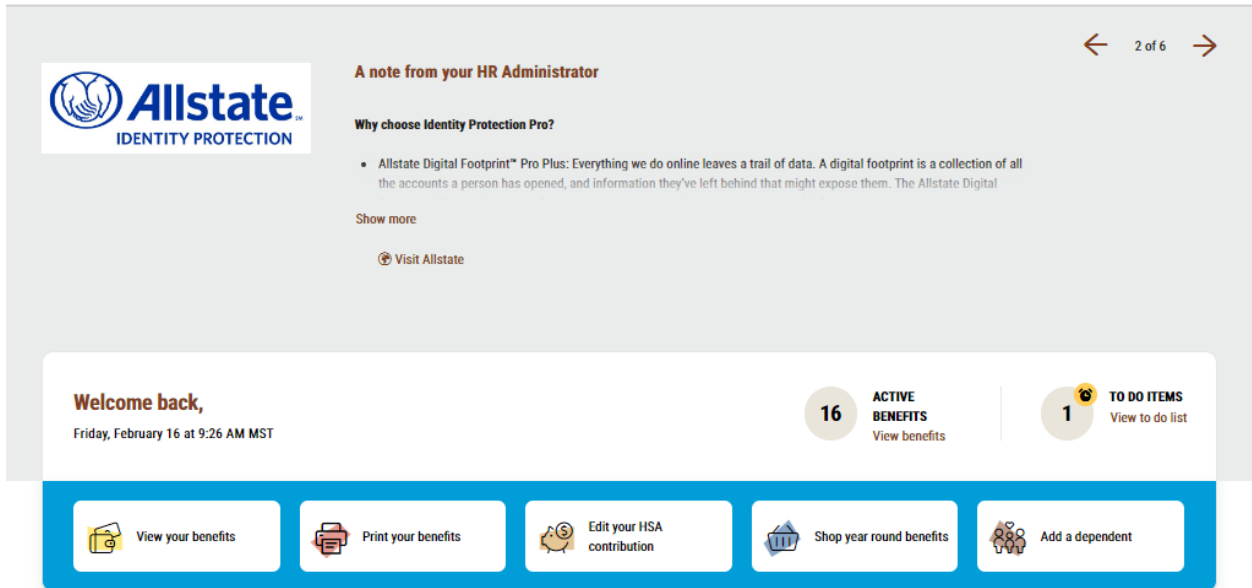 2 of 6
Allstate℠
IDENTITY PROTECTION
A note from your HR Administrator
Why choose Identity Protection Pro?
• Allstate Digital Footprint™ Pro Plus: Everything we do online leaves a trail of data. A digital footprint is a collection of all
the accounts a person has opened, and information they've left behind that might expose them. The Allstate Digital
Show more
Visit Allstate
Welcome back,
Friday, February 16 at 9:26 AM MST
16
ACTIVE
BENEFITS
View benefits
1
TO DO ITEMS
View to do list
View your benefits
Print your benefits
Edit your HSA
contribution
Shop year round benefits
Add a dependent